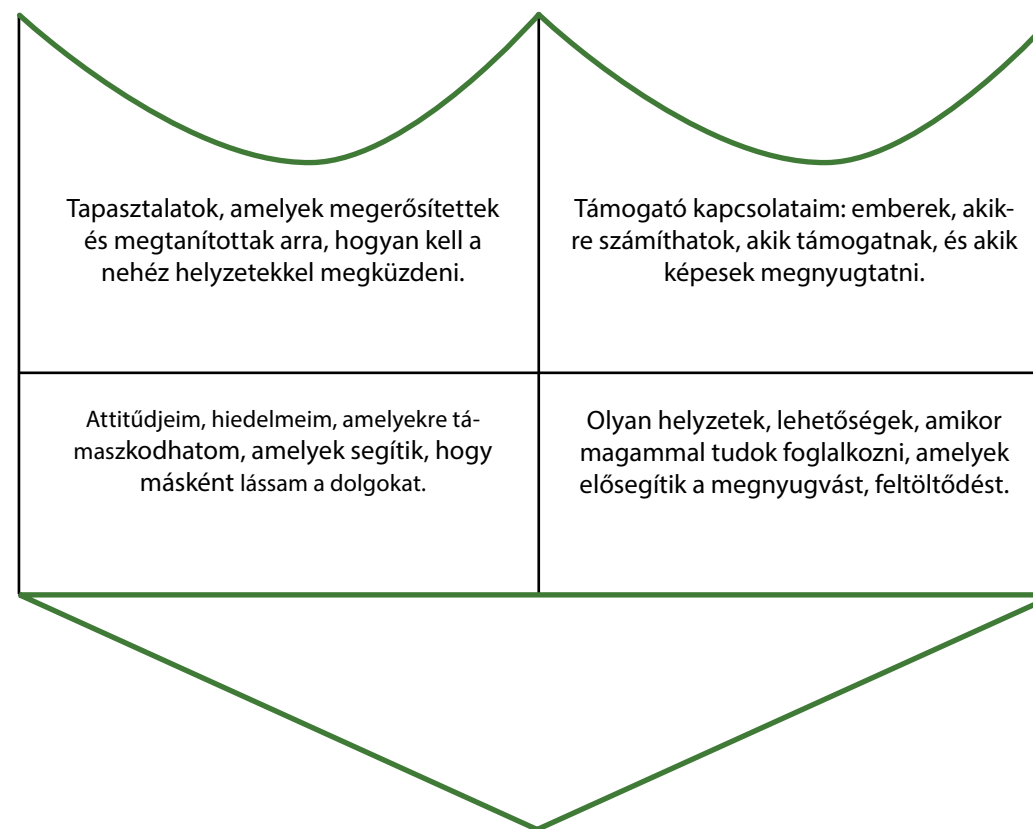 Tapasztalatok, amelyek megerősítettek
és megtanítottak arra, hogyan kell a
nehéz helyzetekkel megküzdeni.
Támogató kapcsolataim: emberek, akik-
re számíthatok, akik támogatnak, és akik
képesek megnyugtatni.
Attitűdjeim, hiedelmeim, amelyekre tá-
maszkodhatom, amelyek segítik, hogy
másként lássam a dolgokat.
Olyan helyzetek, lehetőségek, amikor
magammal tudok foglalkozni, amelyek
elősegítik a megnyugvást, feltöltődést.